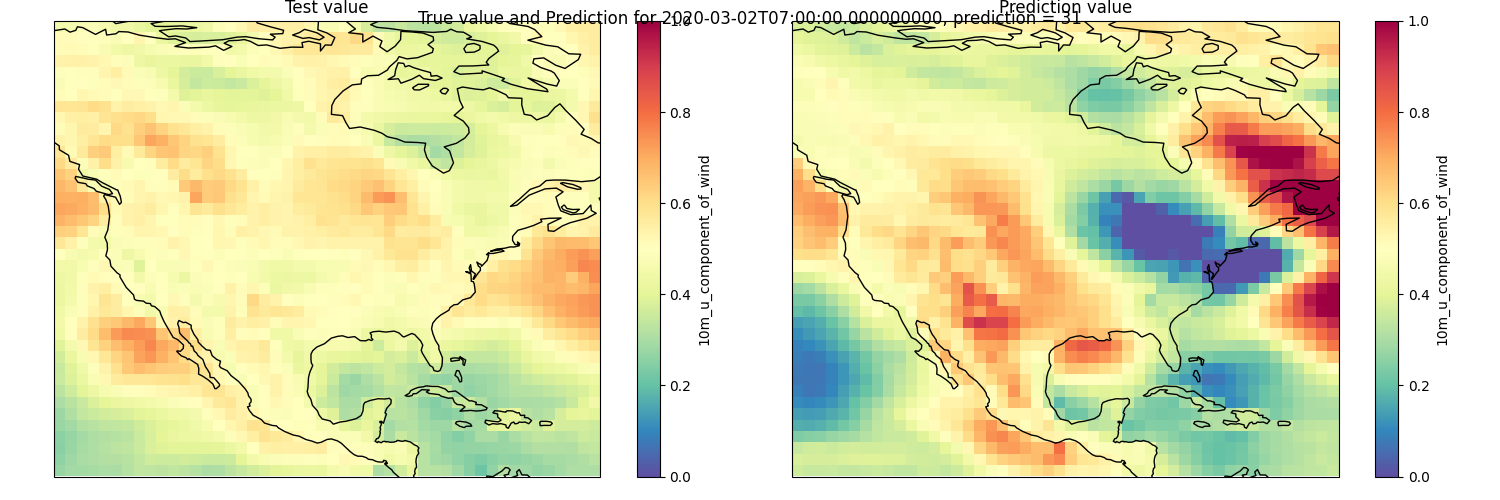 Test value
Prediction value
True value and Prediction for 2020-03-02T07:00:00.000000000, prediction = 31
1.0
0.8
0.6
0.4
0.2
0.0
10m_u_component_of_wind
1.0
0.8
0.6
0.4
0.2
0.0
10m_u_component_of_wind